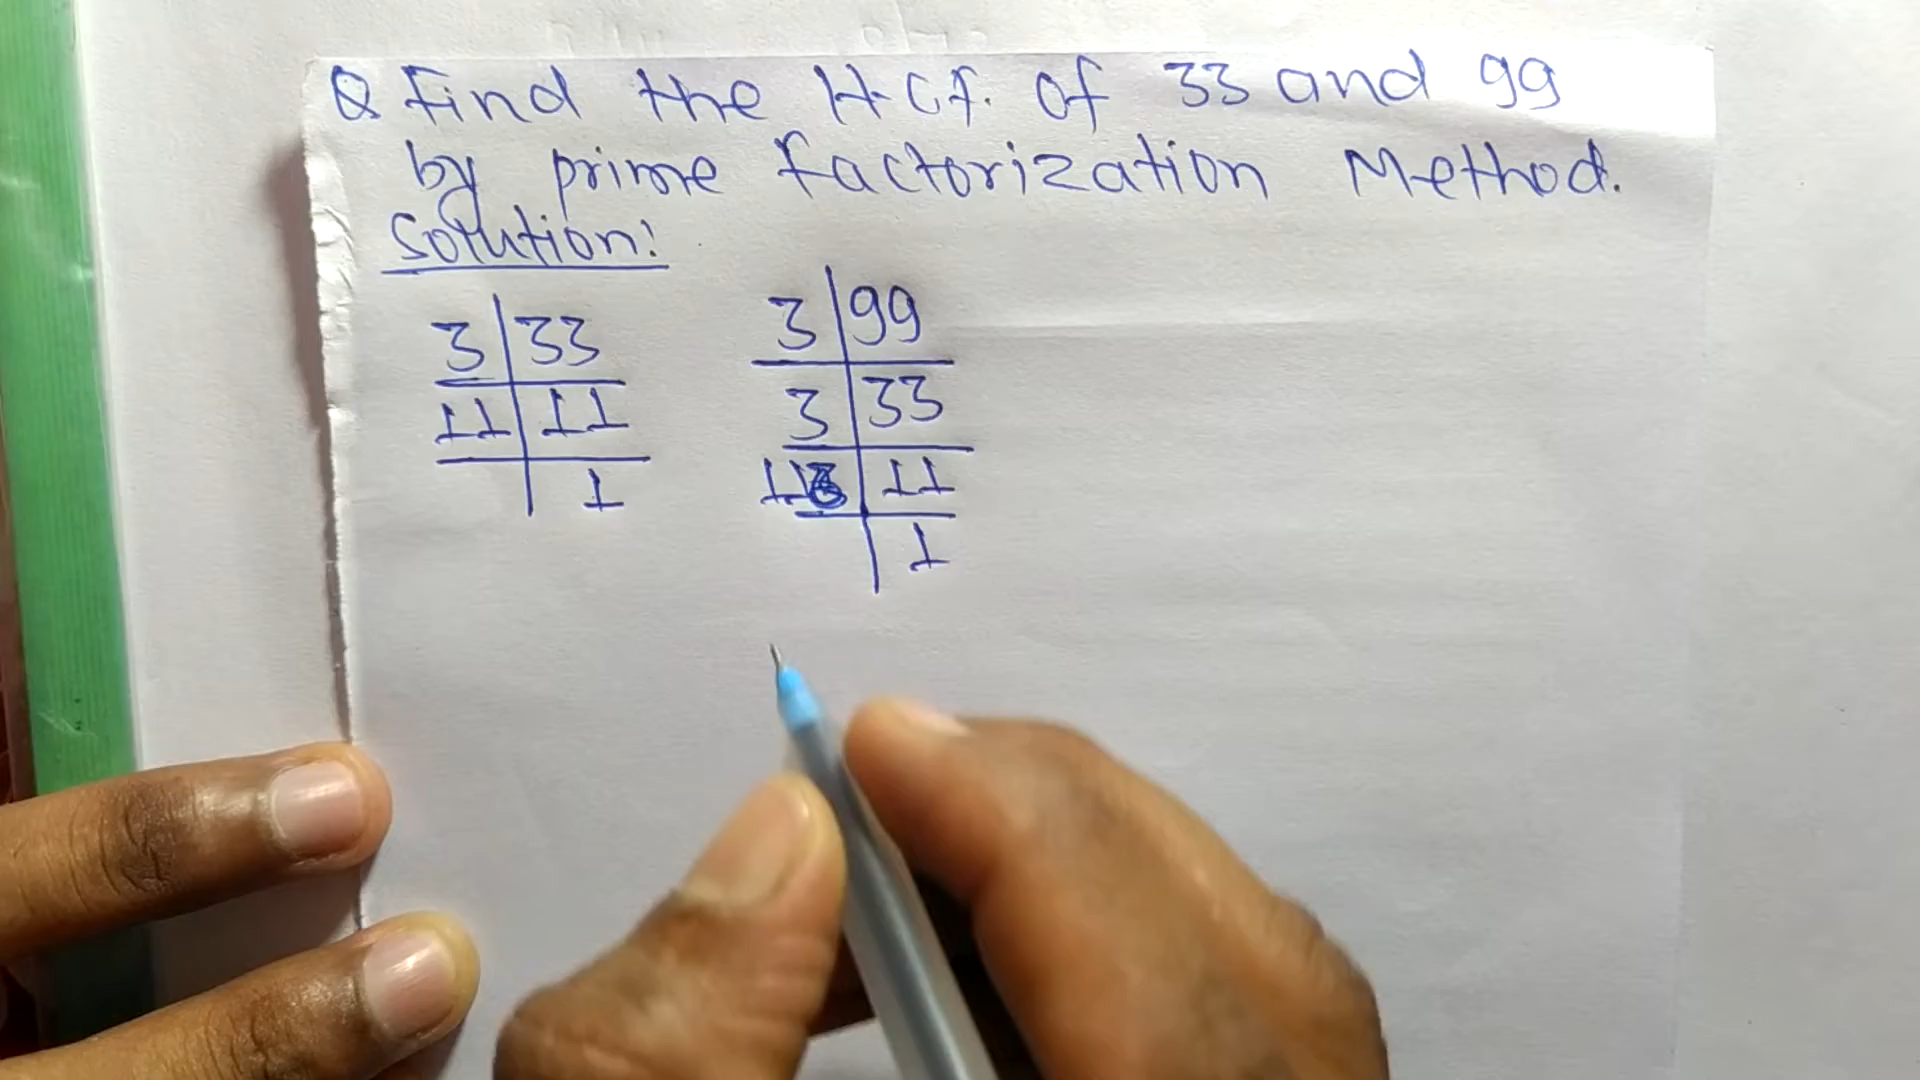 Q Find the H.C.F. of 33 and 99
by prime factorization Method.
Solution:
3 | 33
11 | 11
1
3 | 99
3 | 33
11 | 11
1